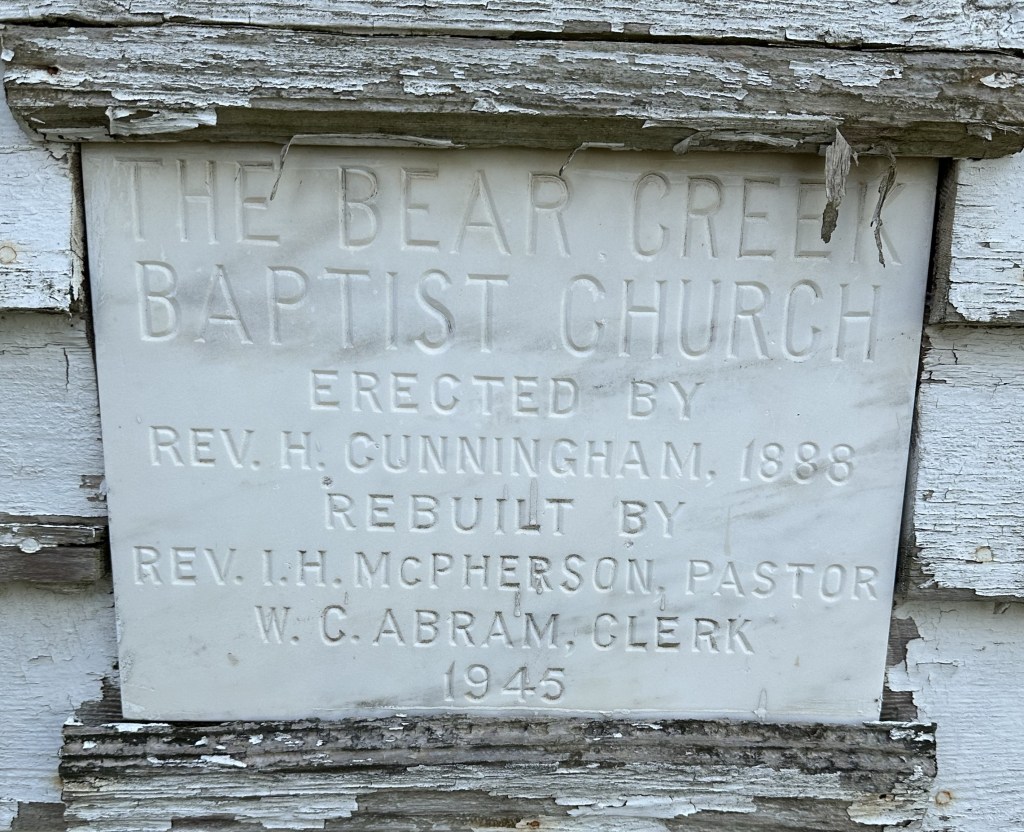 THE BEAR CREEK
BAPTIST CHURCH
ERECTED BY
REV. H. CUNNINGHAM, 1888
REBUILT BY
REV. I.H. McPHERSON, PASTOR
W. C. ABRAM, CLERK
1945